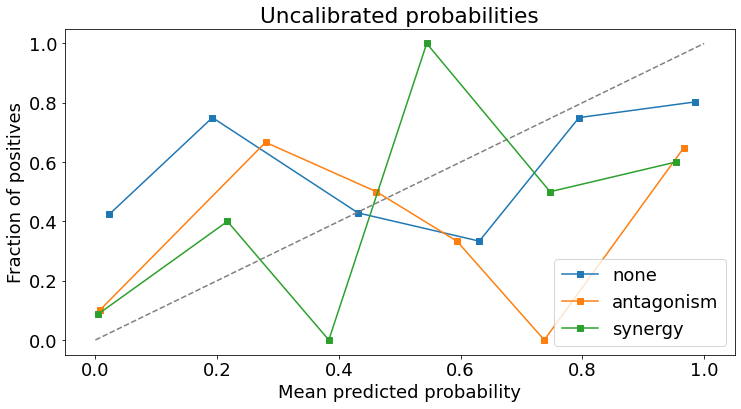 Uncalibrated probabilities
Fraction of positives
1.0
0.8
0.6
0.4
0.2
0.0
none
antagonism
synergy
0.0 0.2 0.4 0.6 0.8 1.0
Mean predicted probability